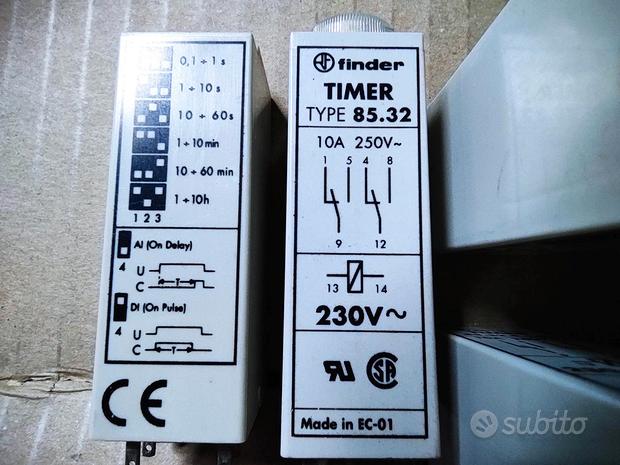 0,1 ÷ 1 s
1 ÷ 10 s
10 ÷ 60 s
1 ÷ 10 min
10 ÷ 60 min
1 ÷ 10h
1 2 3
AI (On Delay)
4
U
C
T
DI (On Pulse)
4
U
C
T
CE
finder
TIMER
TYPE 85.32
10A 250V~
1 5 4 8
9 12
13 14
230V~
RU
SA
Made in EC-01
subito